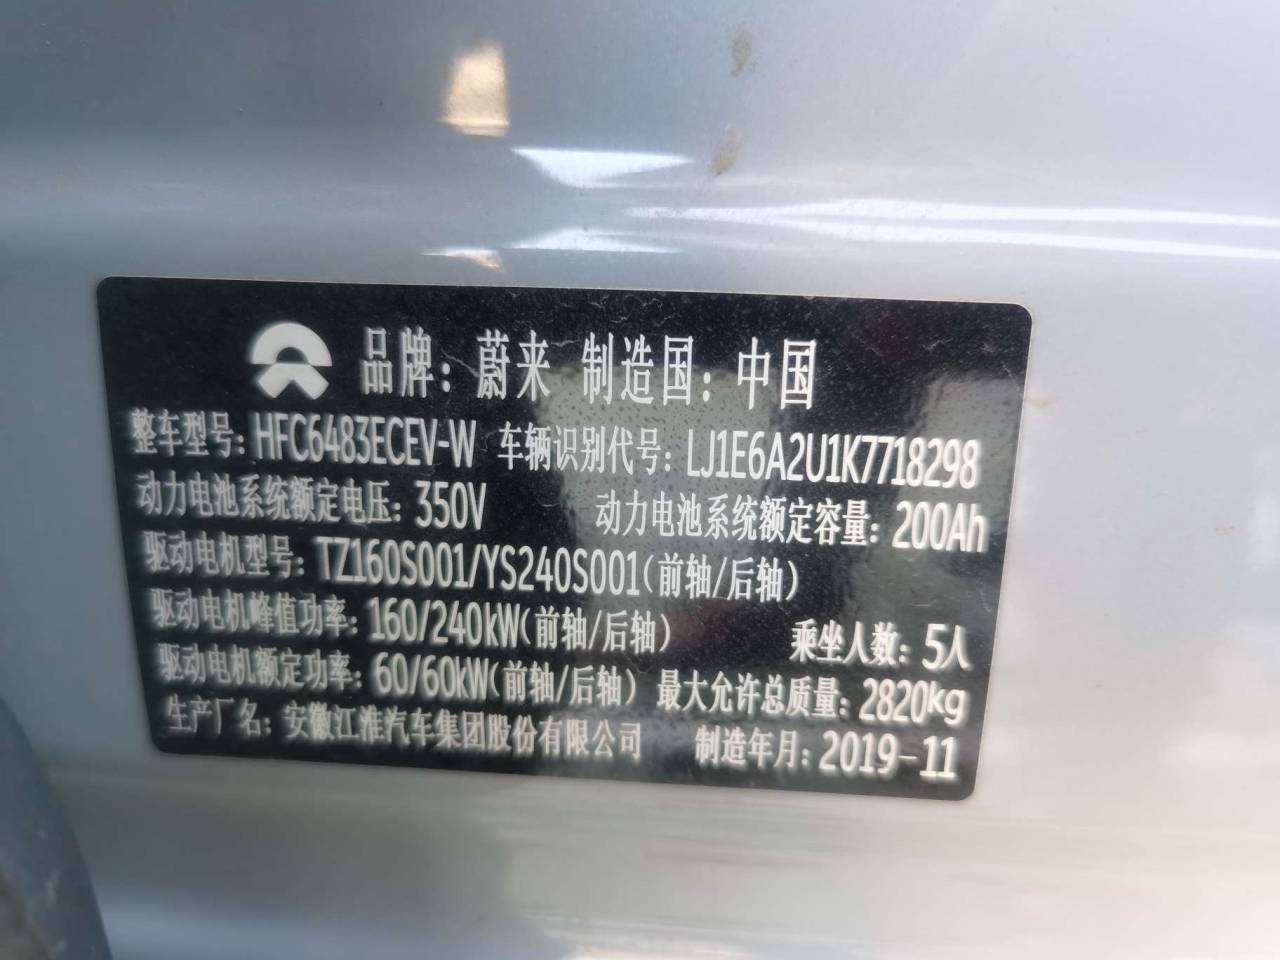 品牌：蔚来 制造国：中国
整车型号：HFC6483ECEV-W 车辆识别代号：LJ1E6A2U1K7718298
动力电池系统额定电压：350V 动力电池系统额定容量：200Ah
驱动电机型号：TZ160S001/YS240S001(前轴/后轴)
驱动电机峰值功率：160/240kW(前轴/后轴) 乘坐人数：5人
驱动电机额定功率：60/60kW(前轴/后轴) 最大允许总质量：2820kg
生产厂名：安徽江淮汽车集团股份有限公司 制造年月：2019-11